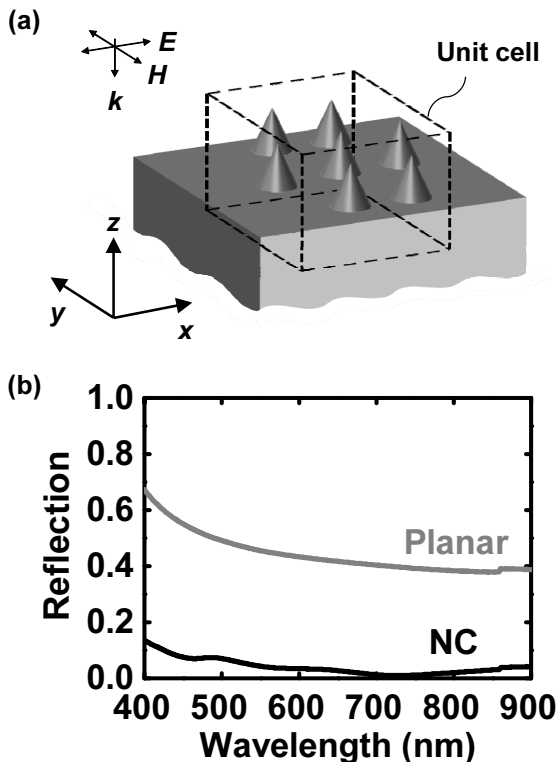 (a)
E
H
k
Unit cell
z
y
x
(b)
1.0
0.8
0.6
0.4
0.2
0.0
Reflection
Planar
NC
400 500 600 700 800 900
Wavelength (nm)